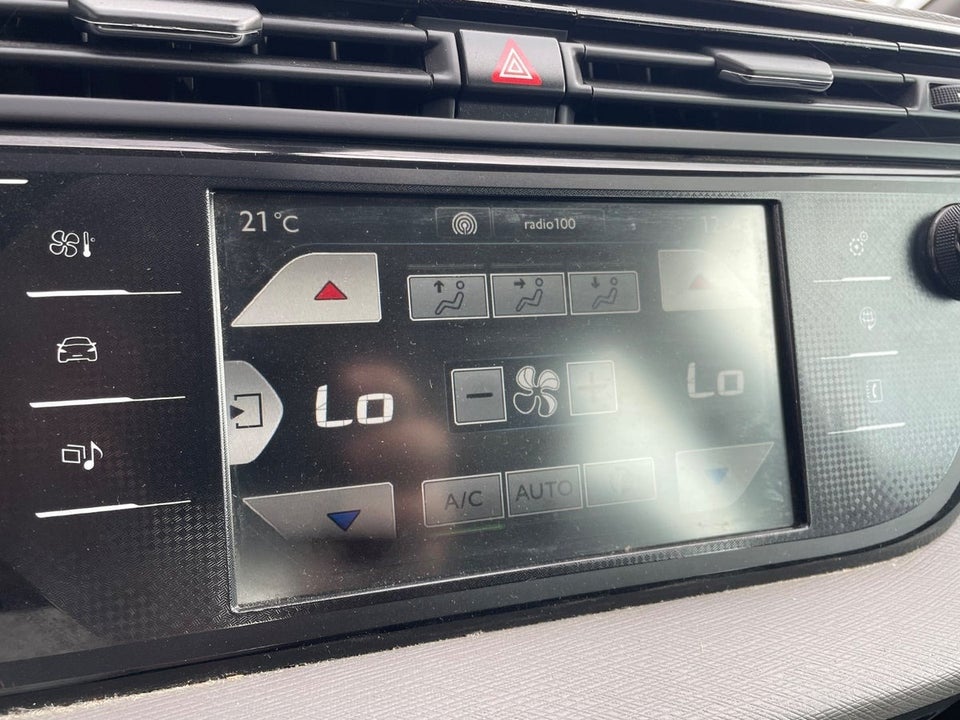 21°C radio100
Lo Lo
A/C AUTO